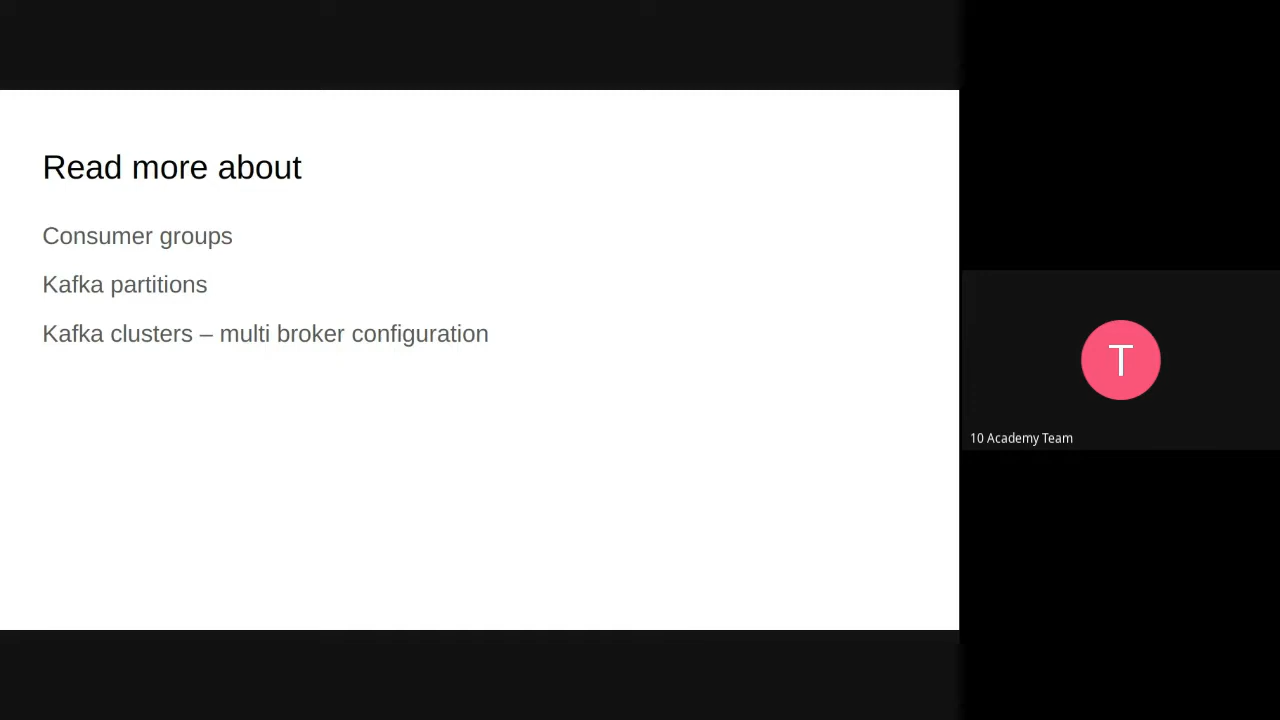 Read more about
Consumer groups
Kafka partitions
Kafka clusters – multi broker configuration
T
10 Academy Team